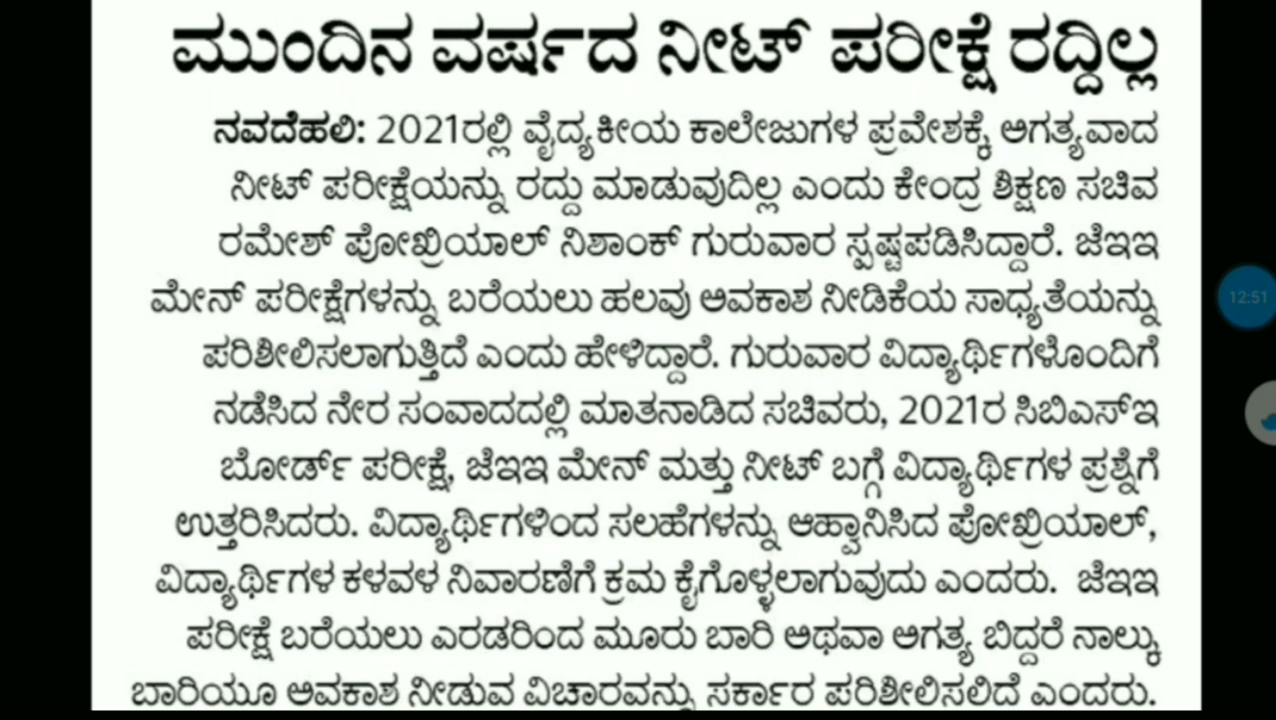 ಮುಂದಿನ ವರ್ಷದ ನೀಟ್ ಪರೀಕ್ಷೆ ರದ್ದಿಲ್ಲ
ನವದೆಹಲಿ: 2021ರಲ್ಲಿ ವೈದ್ಯಕೀಯ ಕಾಲೇಜುಗಳ ಪ್ರವೇಶಕ್ಕೆ ಅಗತ್ಯವಾದ
ನೀಟ್ ಪರೀಕ್ಷೆಯನ್ನು ರದ್ದು ಮಾಡುವುದಿಲ್ಲ ಎಂದು ಕೇಂದ್ರ ಶಿಕ್ಷಣ ಸಚಿವ
ರಮೇಶ್ ಪೋಖ್ರಿಯಾಲ್ ನಿಶಾಂಕ್ ಗುರುವಾರ ಸ್ಪಷ್ಟಪಡಿಸಿದ್ದಾರೆ. ಜೆಇಇ
ಮೇನ್ ಪರೀಕ್ಷೆಗಳನ್ನು ಬರೆಯಲು ಹಲವು ಅವಕಾಶ ನೀಡಿಕೆಯ ಸಾಧ್ಯತೆಯನ್ನು
ಪರಿಶೀಲಿಸಲಾಗುತ್ತಿದೆ ಎಂದು ಹೇಳಿದ್ದಾರೆ. ಗುರುವಾರ ವಿದ್ಯಾರ್ಥಿಗಳೊಂದಿಗೆ
ನಡೆಸಿದ ನೇರ ಸಂವಾದದಲ್ಲಿ ಮಾತನಾಡಿದ ಸಚಿವರು, 2021ರ ಸಿಬಿಎಸ್ಇ
ಬೋರ್ಡ್ ಪರೀಕ್ಷೆ, ಜೆಇಇ ಮೇನ್ ಮತ್ತು ನೀಟ್ ಬಗ್ಗೆ ವಿದ್ಯಾರ್ಥಿಗಳ ಪ್ರಶ್ನೆಗೆ
ಉತ್ತರಿಸಿದರು. ವಿದ್ಯಾರ್ಥಿಗಳಿಂದ ಸಲಹೆಗಳನ್ನು ಆಹ್ವಾನಿಸಿದ ಪೋಖ್ರಿಯಾಲ್,
ವಿದ್ಯಾರ್ಥಿಗಳ ಕಳವಳ ನಿವಾರಣೆಗೆ ಕ್ರಮ ಕೈಗೊಳ್ಳಲಾಗುವುದು ಎಂದರು. ಜೆಇಇ
ಪರೀಕ್ಷೆ ಬರೆಯಲು ಎರಡರಿಂದ ಮೂರು ಬಾರಿ ಅಥವಾ ಅಗತ್ಯ ಬಿದ್ದರೆ ನಾಲ್ಕು
ಬಾರಿಯೂ ಅವಕಾಶ ನೀಡುವ ವಿಚಾರವನ್ನು ಸರ್ಕಾರ ಪರಿಶೀಲಿಸಲಿದೆ ಎಂದರು.
12:51